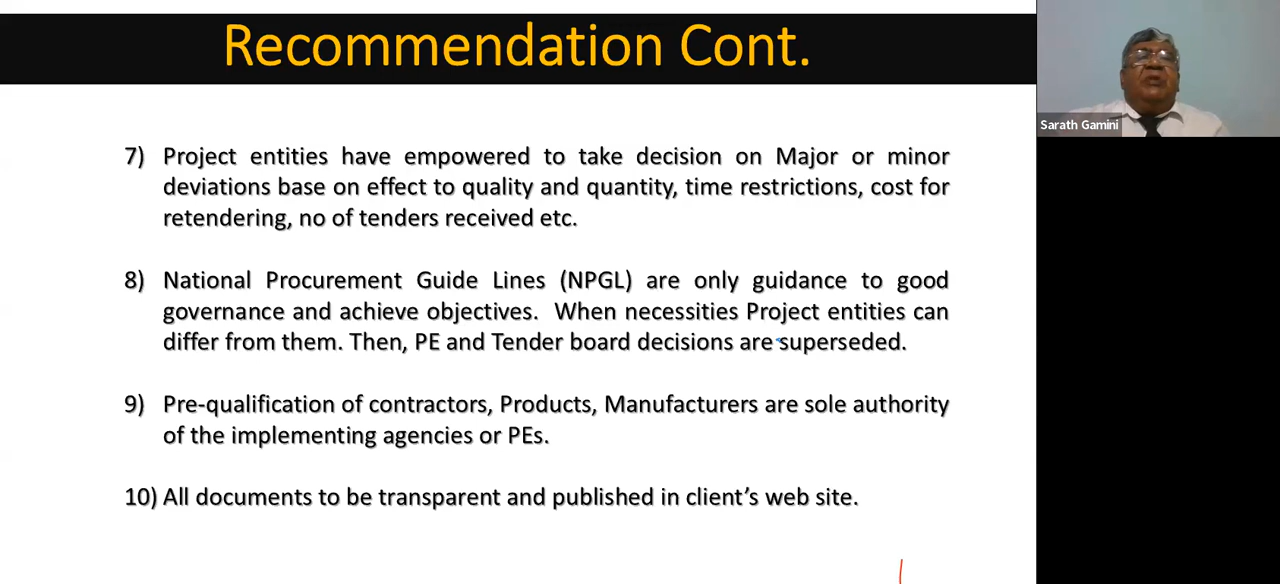 Recommendation Cont.
Sarath Gamini
7) Project entities have empowered to take decision on Major or minor
deviations base on effect to quality and quantity, time restrictions, cost for
retendering, no of tenders received etc.
8) National Procurement Guide Lines (NPGL) are only guidance to good
governance and achieve objectives. When necessities Project entities can
differ from them. Then, PE and Tender board decisions are superseded.
9) Pre-qualification of contractors, Products, Manufacturers are sole authority
of the implementing agencies or PEs.
10) All documents to be transparent and published in client’s web site.